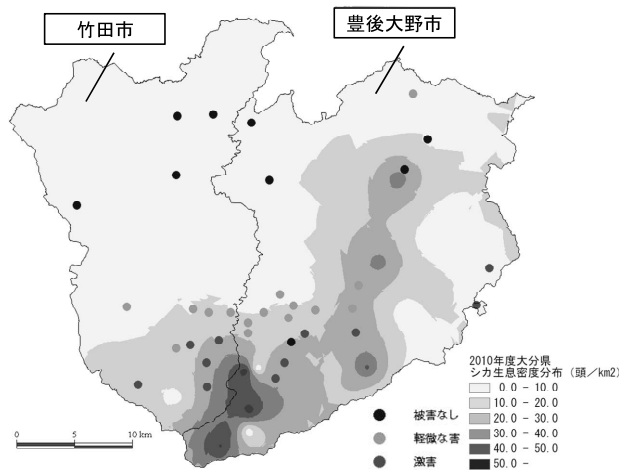 竹田市
豊後大野市
2010年度大分県
シカ生息密度分布 (頭/km2)
0.0 - 10.0
10.0 - 20.0
20.0 - 30.0
30.0 - 40.0
40.0 - 50.0
50.0 -
被害なし
軽微な害
激害
0 5 10 km